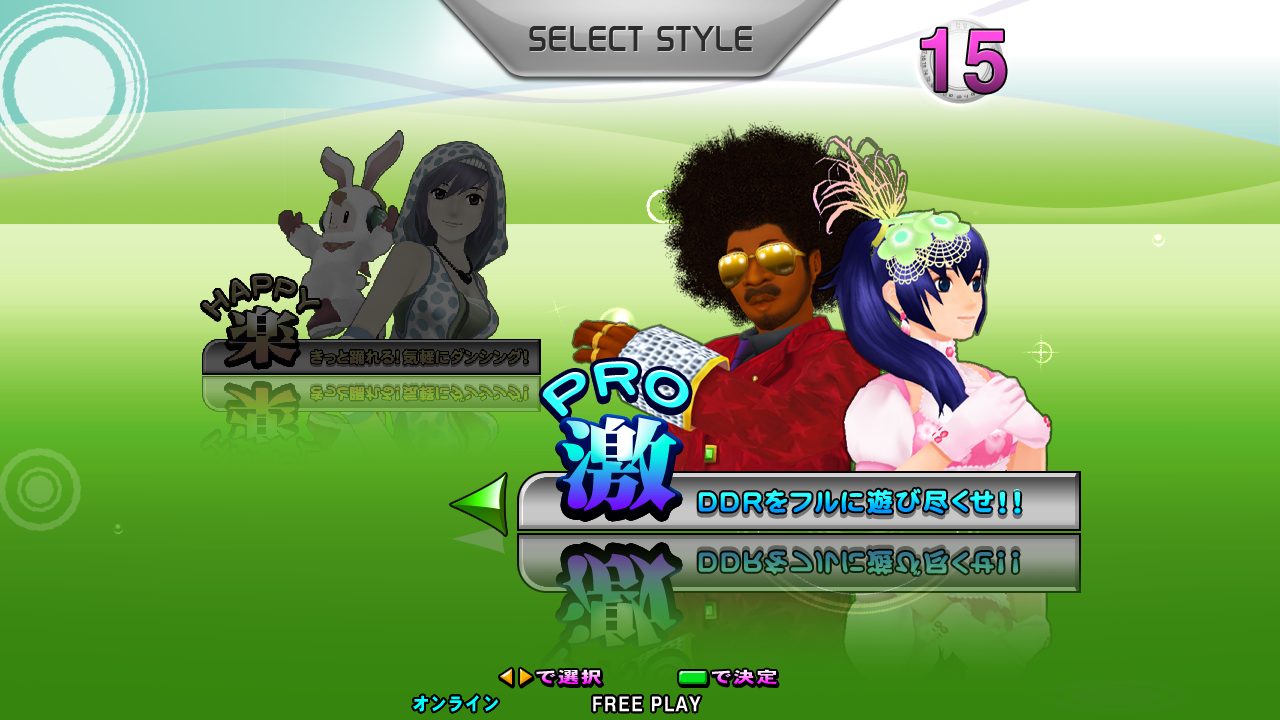 SELECT STYLE
15
HAPPY
楽
きっと踊れる!気軽にダンシング!
PRO
激
DDRをフルに遊び尽くせ!!
で選択
で決定
オンライン
FREE PLAY